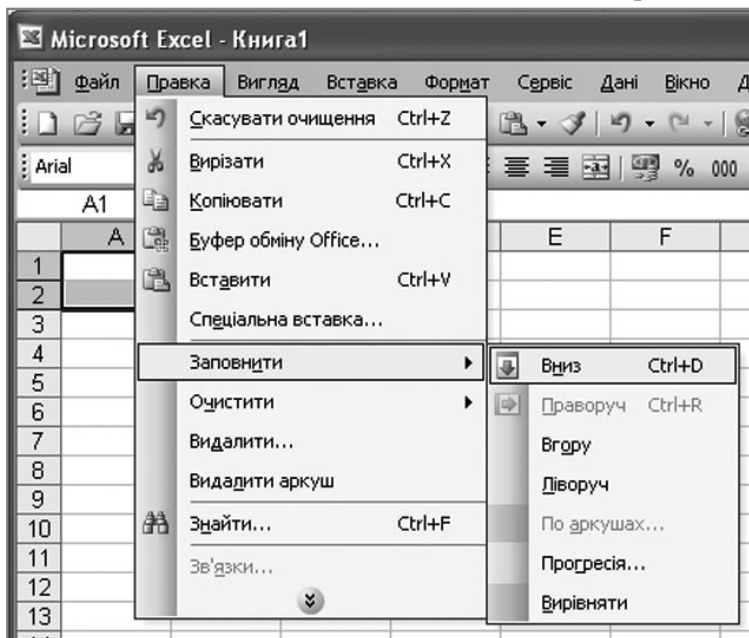 Microsoft Excel - Книга1
Файл Правка Вигляд Вставка Формат Сервіс Дані Вікно
Arial % 000
A1
A E F
Скасувати очищення Ctrl+Z
Вирізати Ctrl+X
Копіювати Ctrl+C
Буфер обміну Office...
Вставити Ctrl+V
Спеціальна вставка...
Заповнити
Очистити
Видалити...
Видалити аркуш
Знайти... Ctrl+F
Зв'язки...
Вниз Ctrl+D
Праворуч Ctrl+R
Вгору
Ліворуч
По аркушах...
Прогресія...
Вирівняти
1
2
3
4
5
6
7
8
9
10
11
12
13